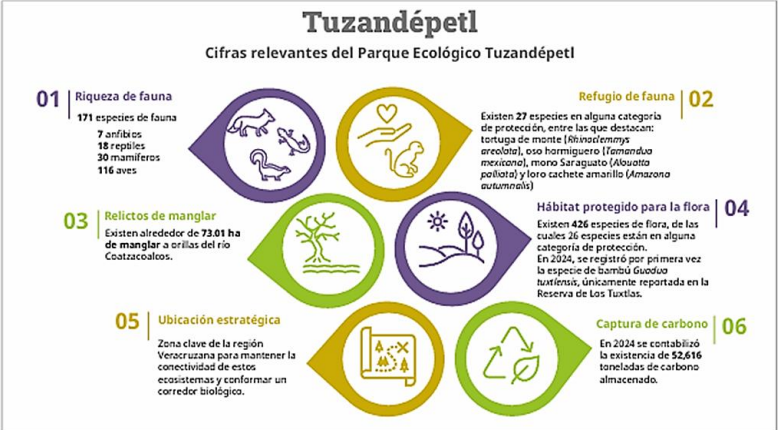 Tuzandépetl
Cifras relevantes del Parque Ecológico Tuzandépetl
01
Riqueza de fauna
171 especies de fauna
7 anfibios
18 reptiles
30 mamíferos
116 aves
Refugio de fauna
02
Existen 27 especies en alguna categoría
de protección, entre las que destacan:
tortuga de monte (Rhinoclemmys
areolata), oso hormiguero (Tamandua
mexicana), mono Saraguato (Alouatta
palliata) y loro cachete amarillo (Amazona
autumnalis)
03
Relictos de manglar
Existen alrededor de 73.01 ha
de manglar a orillas del río
Coatzacoalcos.
Hábitat protegido para la flora
04
Existen 426 especies de flora, de las
cuales 26 especies están en alguna
categoría de protección.
En 2024, se registró por primera vez
la especie de bambú Guadua
tuxtlensis, únicamente reportada en la
Reserva de Los Tuxtlas.
05
Ubicación estratégica
Zona clave de la región
Veracruzana para mantener la
conectividad de estos
ecosistemas y conformar un
corredor biológico.
Captura de carbono
06
En 2024 se contabilizó
la existencia de 52,616
toneladas de carbono
almacenado.